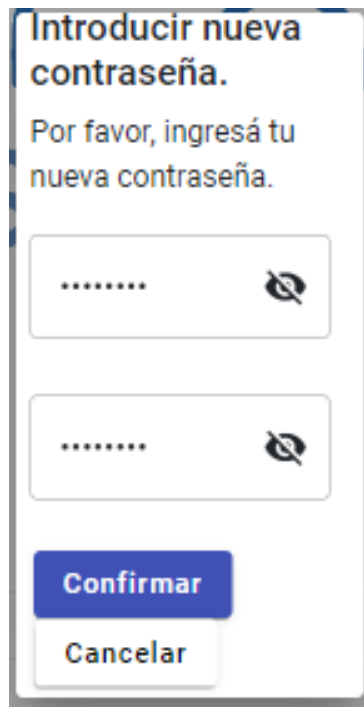 Introducir nueva
contraseña.
Por favor, ingresá tu
nueva contraseña.
••••••••
••••••••
Confirmar
Cancelar